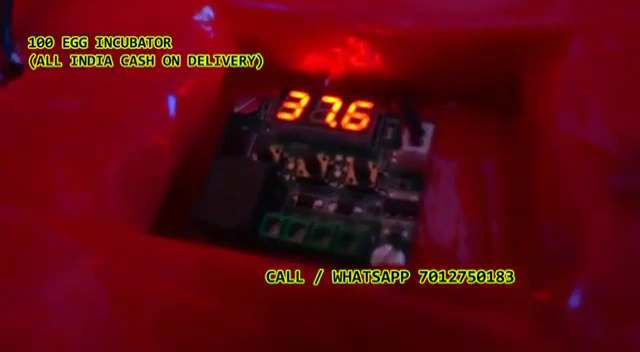 100 EGG INCUBATOR
(ALL INDIA CASH ON DELIVERY)
37.6
CALL / WHATSAPP 7012750183